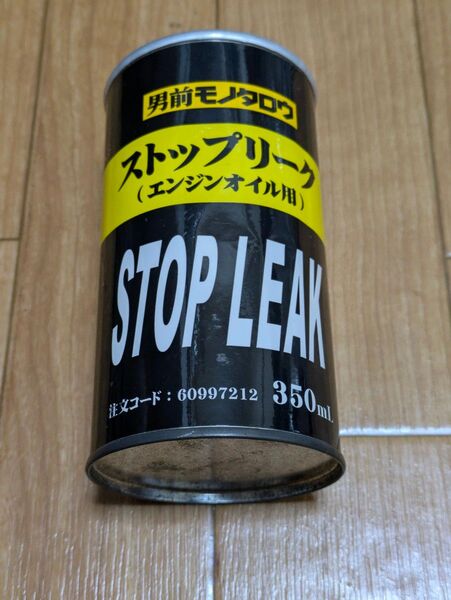 男前モノタロウ
ストップリーク
(エンジンオイル用)
STOP LEAK
注文コード：60997212 350mL